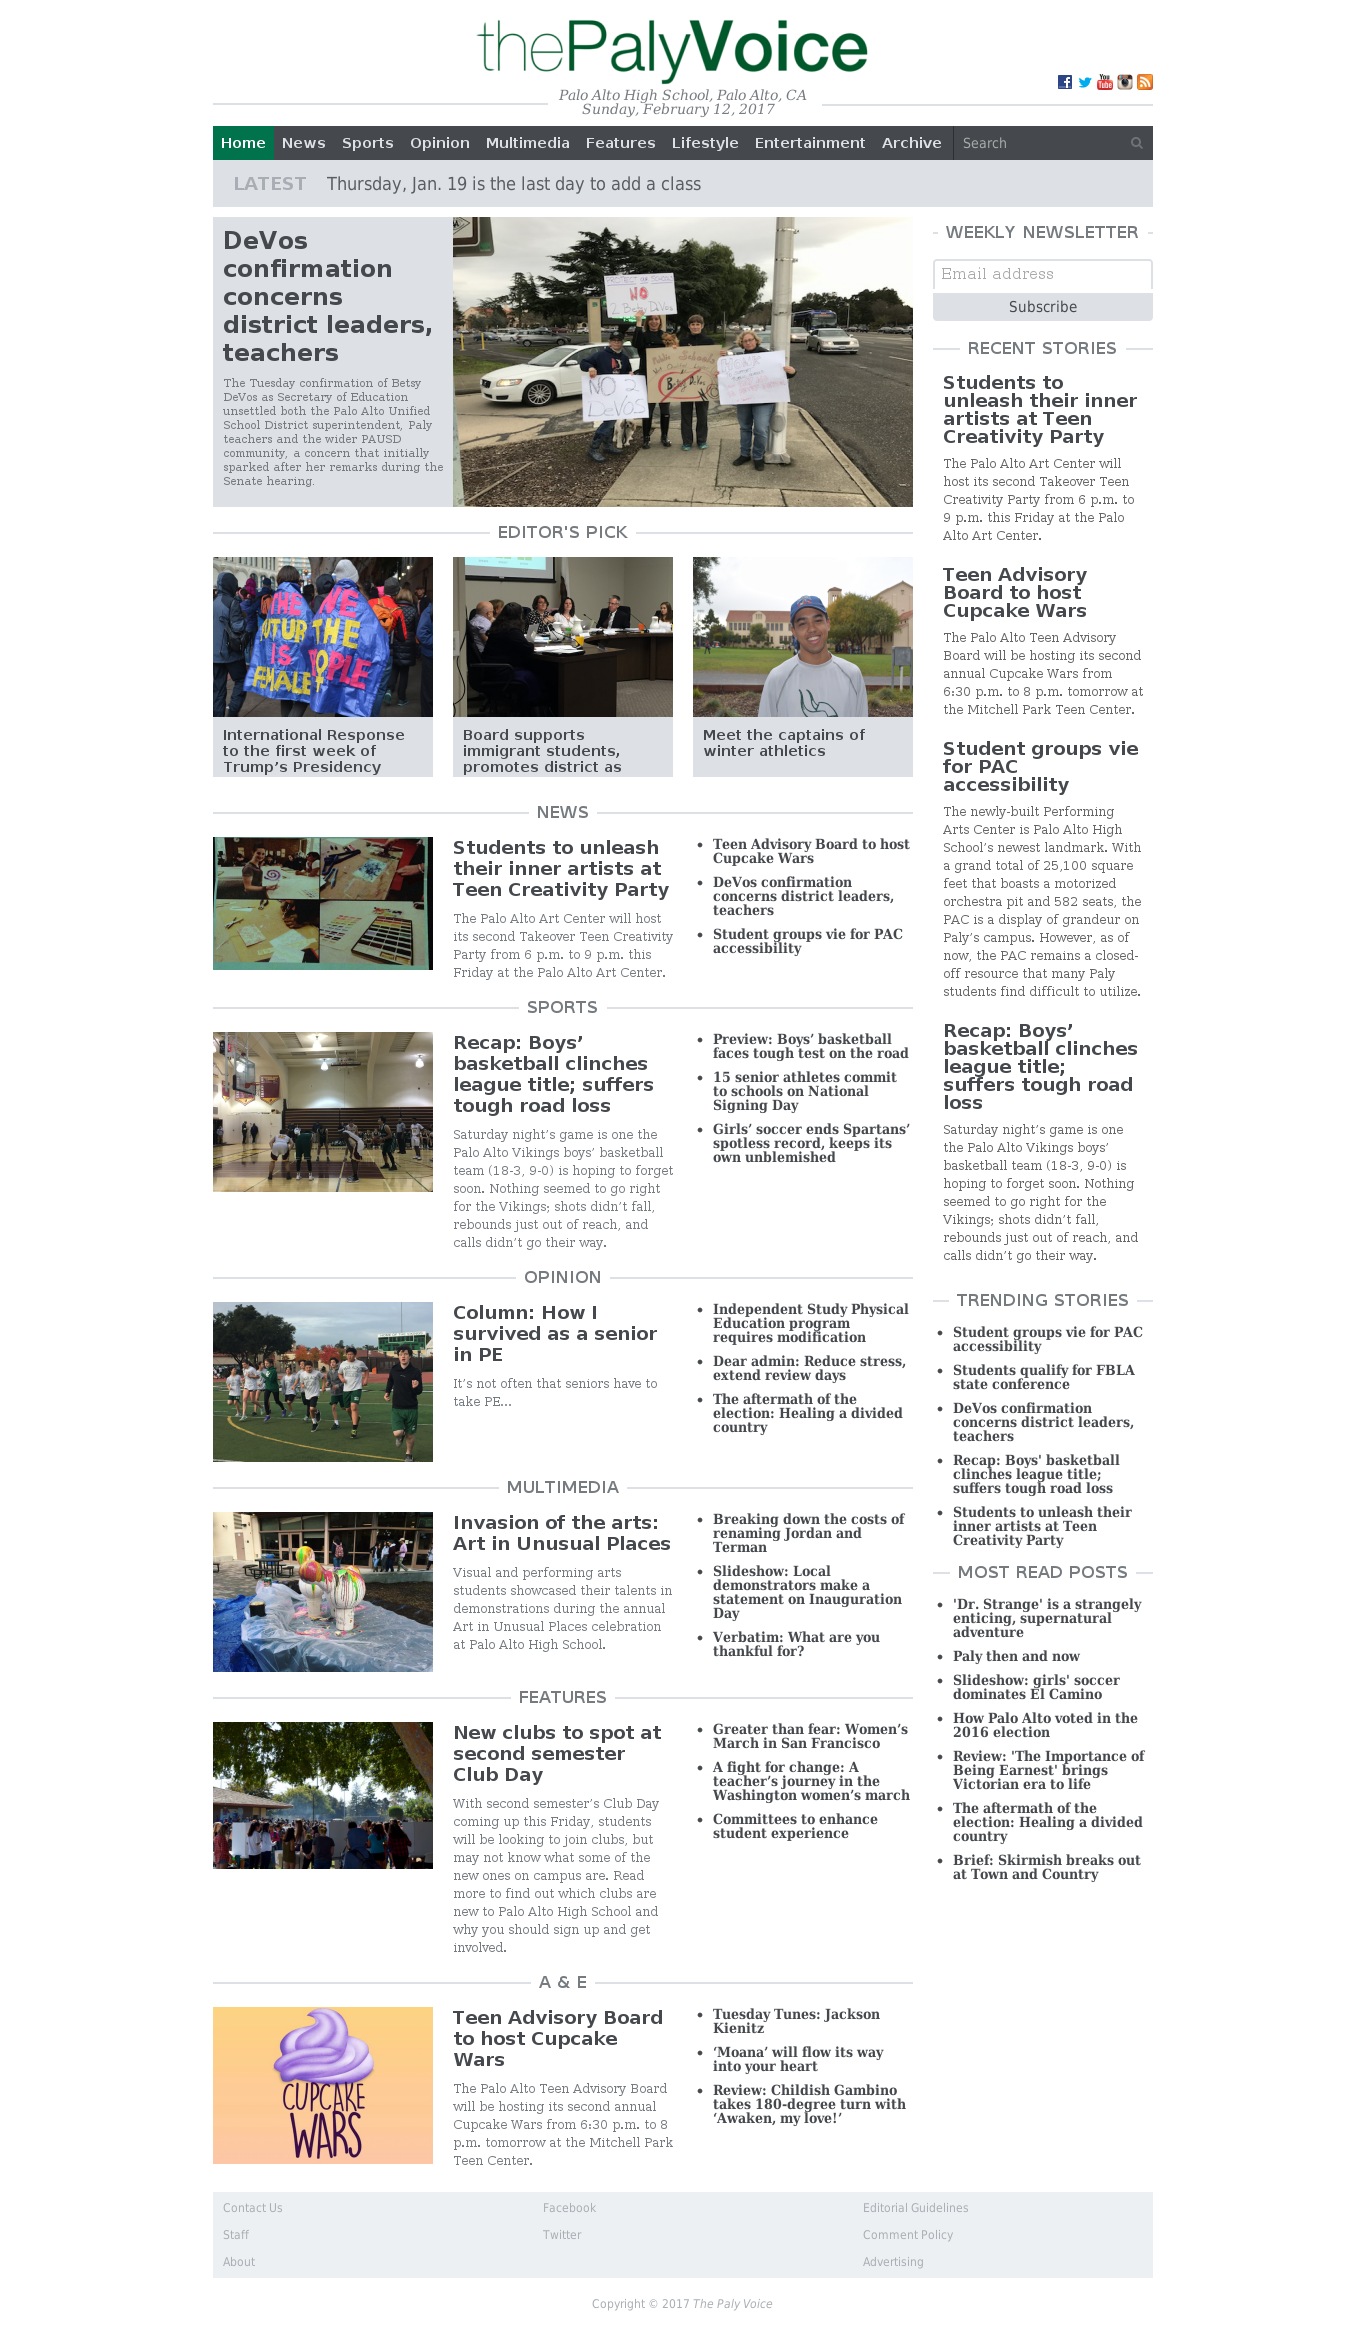 thePalyVoice
Palo Alto High School, Palo Alto, CA
Sunday, February 12, 2017
Home News Sports Opinion Multimedia Features Lifestyle Entertainment Archive Search
LATEST Thursday, Jan. 19 is the last day to add a class
DeVos
confirmation
concerns
district leaders,
teachers
The Tuesday confirmation of Betsy
DeVos as Secretary of Education
unsettled both the Palo Alto Unified
School District superintendent, Paly
teachers and the wider PAUSD
community, a concern that initially
sparked after her remarks during the
Senate hearing.
NO
2 Betsy DeVos
NO 2
DeVos
Betsy DeVos
EDITOR'S PICK
THE
FUTURE
IS
FEMALE
WE
THE
PEOPLE
International Response
to the first week of
Trump’s Presidency
Board supports
immigrant students,
promotes district as
Meet the captains of
winter athletics
NEWS
Students to unleash
their inner artists at
Teen Creativity Party
The Palo Alto Art Center will host
its second Takeover Teen Creativity
Party from 6 p.m. to 9 p.m. this
Friday at the Palo Alto Art Center.
• Teen Advisory Board to host
Cupcake Wars
• DeVos confirmation
concerns district leaders,
teachers
• Student groups vie for PAC
accessibility
SPORTS
Recap: Boys’
basketball clinches
league title; suffers
tough road loss
Saturday night’s game is one the
Palo Alto Vikings boys’ basketball
team (18-3, 9-0) is hoping to forget
soon. Nothing seemed to go right
for the Vikings; shots didn’t fall,
rebounds just out of reach, and
calls didn’t go their way.
• Preview: Boys’ basketball
faces tough test on the road
• 15 senior athletes commit
to schools on National
Signing Day
• Girls’ soccer ends Spartans’
spotless record, keeps its
own unblemished
OPINION
Column: How I
survived as a senior
in PE
It’s not often that seniors have to
take PE...
• Independent Study Physical
Education program
requires modification
• Dear admin: Reduce stress,
extend review days
• The aftermath of the
election: Healing a divided
country
MULTIMEDIA
Invasion of the arts:
Art in Unusual Places
Visual and performing arts
students showcased their talents in
demonstrations during the annual
Art in Unusual Places celebration
at Palo Alto High School.
• Breaking down the costs of
renaming Jordan and
Terman
• Slideshow: Local
demonstrators make a
statement on Inauguration
Day
• Verbatim: What are you
thankful for?
FEATURES
New clubs to spot at
second semester
Club Day
With second semester’s Club Day
coming up this Friday, students
will be looking to join clubs, but
may not know what some of the
new ones on campus are. Read
more to find out which clubs are
new to Palo Alto High School and
why you should sign up and get
involved.
• Greater than fear: Women’s
March in San Francisco
• A fight for change: A
teacher’s journey in the
Washington women’s march
• Committees to enhance
student experience
A & E
CUPCAKE
WARS
Teen Advisory Board
to host Cupcake
Wars
The Palo Alto Teen Advisory Board
will be hosting its second annual
Cupcake Wars from 6:30 p.m. to 8
p.m. tomorrow at the Mitchell Park
Teen Center.
• Tuesday Tunes: Jackson
Kienitz
• ‘Moana’ will flow its way
into your heart
• Review: Childish Gambino
takes 180-degree turn with
‘Awaken, my love!’
WEEKLY NEWSLETTER
Email address
Subscribe
RECENT STORIES
Students to
unleash their inner
artists at Teen
Creativity Party
The Palo Alto Art Center will
host its second Takeover Teen
Creativity Party from 6 p.m. to
9 p.m. this Friday at the Palo
Alto Art Center.
Teen Advisory
Board to host
Cupcake Wars
The Palo Alto Teen Advisory
Board will be hosting its second
annual Cupcake Wars from
6:30 p.m. to 8 p.m. tomorrow at
the Mitchell Park Teen Center.
Student groups vie
for PAC
accessibility
The newly-built Performing
Arts Center is Palo Alto High
School’s newest landmark. With
a grand total of 25,100 square
feet that boasts a motorized
orchestra pit and 582 seats, the
PAC is a display of grandeur on
Paly’s campus. However, as of
now, the PAC remains a closed-
off resource that many Paly
students find difficult to utilize.
Recap: Boys’
basketball clinches
league title;
suffers tough road
loss
Saturday night’s game is one
the Palo Alto Vikings boys’
basketball team (18-3, 9-0) is
hoping to forget soon. Nothing
seemed to go right for the
Vikings; shots didn’t fall,
rebounds just out of reach, and
calls didn’t go their way.
TRENDING STORIES
• Student groups vie for PAC
accessibility
• Students qualify for FBLA
state conference
• DeVos confirmation
concerns district leaders,
teachers
• Recap: Boys' basketball
clinches league title;
suffers tough road loss
• Students to unleash their
inner artists at Teen
Creativity Party
MOST READ POSTS
• 'Dr. Strange' is a strangely
enticing, supernatural
adventure
• Paly then and now
• Slideshow: girls' soccer
dominates El Camino
• How Palo Alto voted in the
2016 election
• Review: 'The Importance of
Being Earnest' brings
Victorian era to life
• The aftermath of the
election: Healing a divided
country
• Brief: Skirmish breaks out
at Town and Country
Contact Us Facebook Editorial Guidelines
Staff Twitter Comment Policy
About Advertising
Copyright © 2017 The Paly Voice